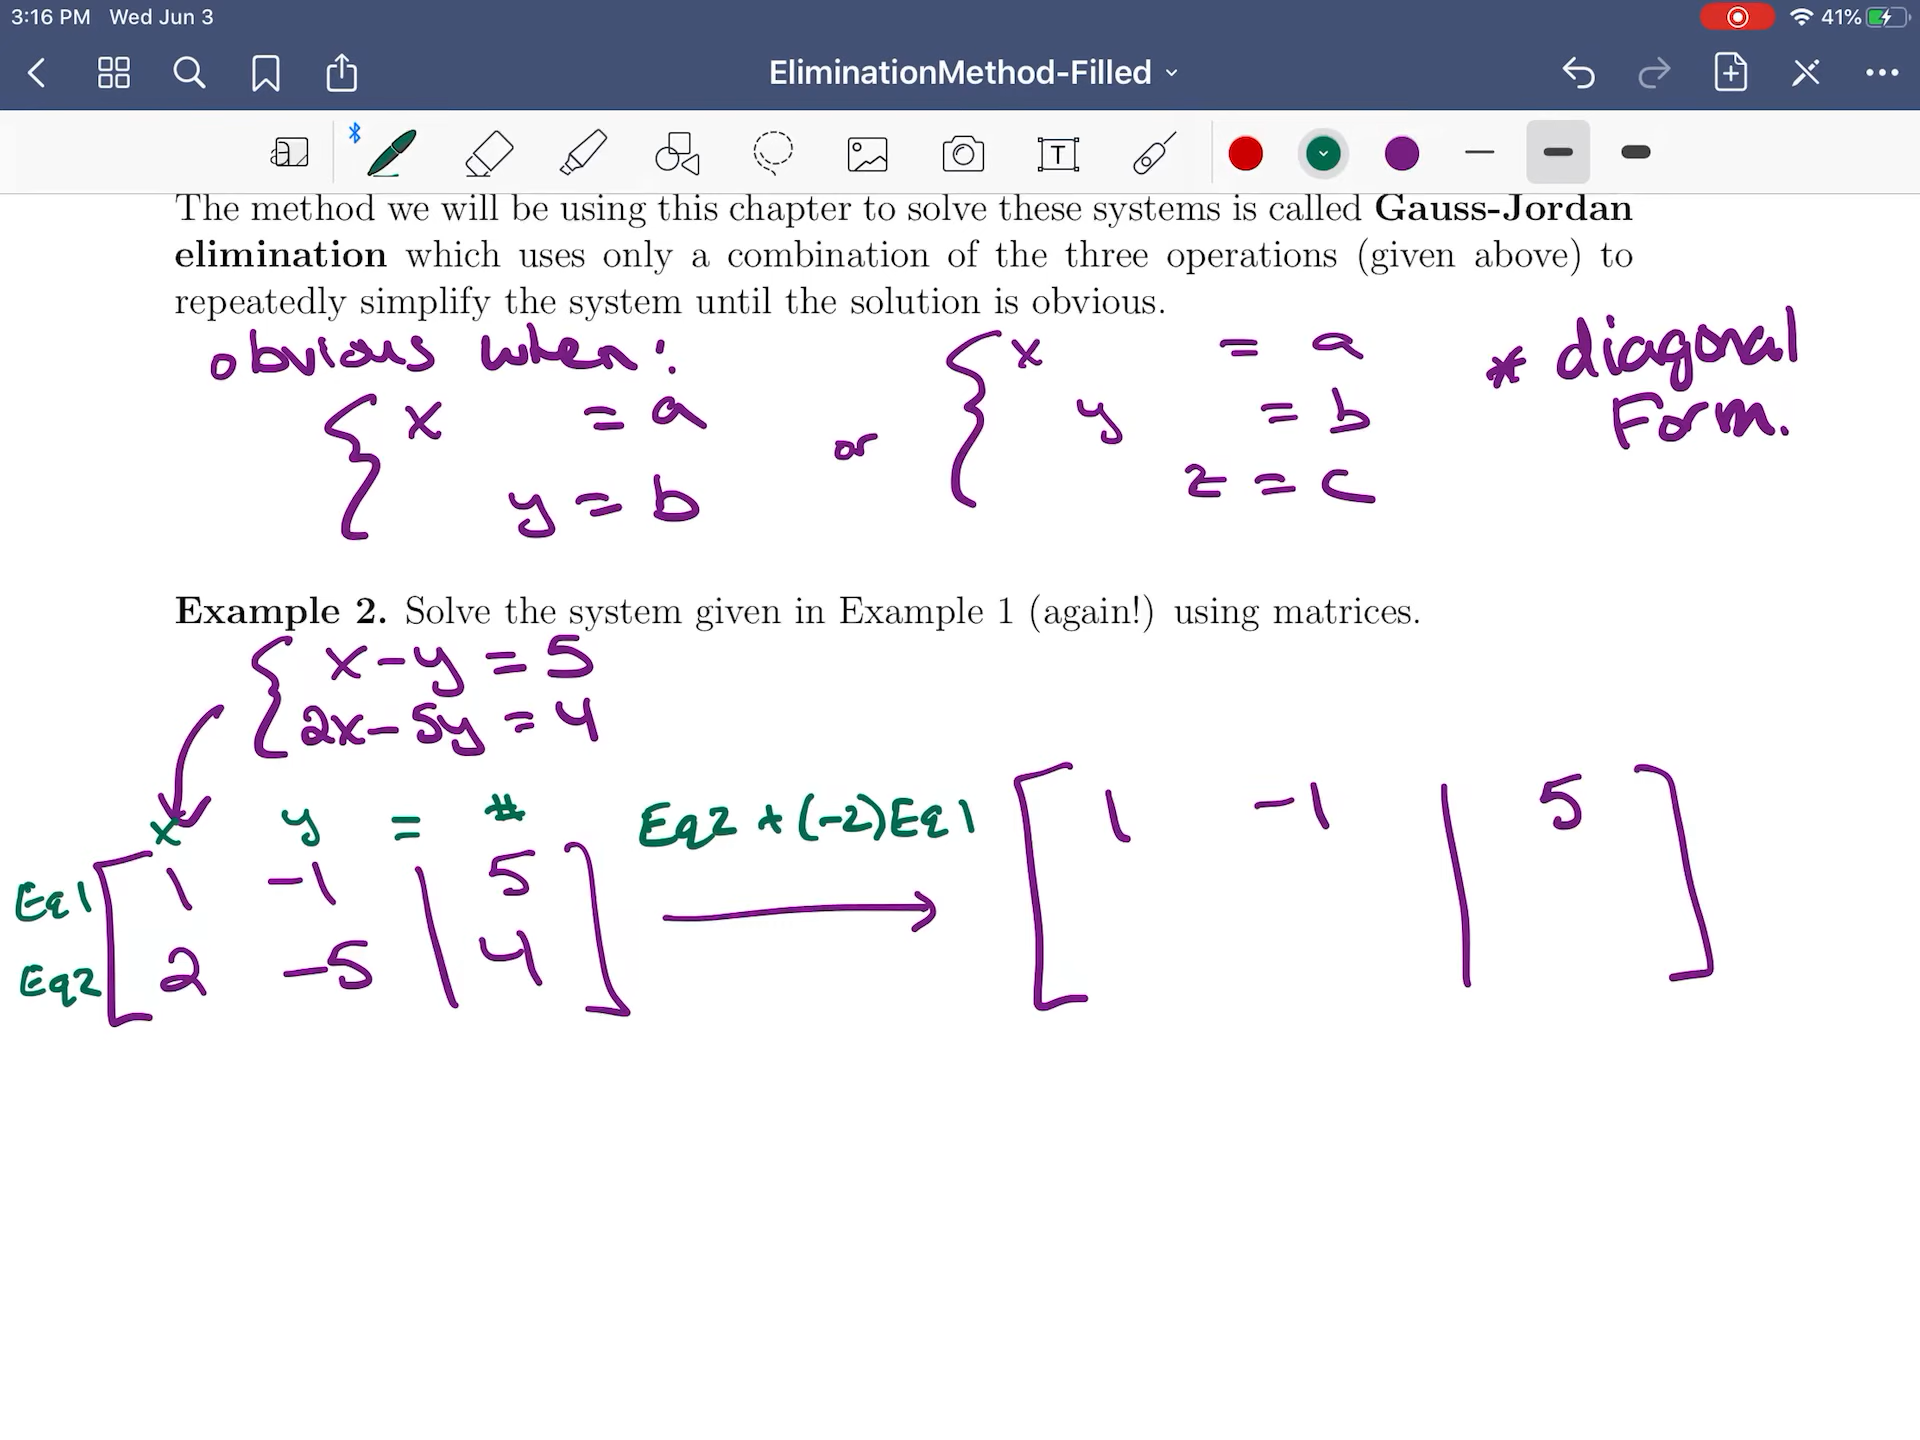 3:16 PM Wed Jun 3 41%
EliminationMethod-Filled
The method we will be using this chapter to solve these systems is called Gauss-Jordan
elimination which uses only a combination of the three operations (given above) to
repeatedly simplify the system until the solution is obvious.
obvious when:
{ x = a
y = b
or
{ x = a
y = b
z = c
* diagonal
Form.
Example 2. Solve the system given in Example 1 (again!) using matrices.
{ x-y = 5
2x-5y = 4
x y = #
Eq1 [ 1 -1 | 5 ]
Eq2 [ 2 -5 | 4 ]
Eq2 + (-2)Eq1
[ 1 -1 | 5 ]